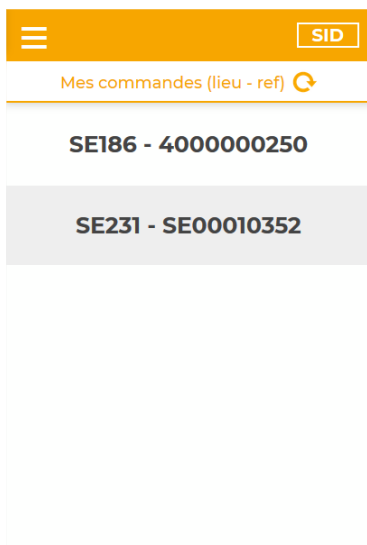 SID
Mes commandes (lieu - ref)
SE186 - 4000000250
SE231 - SE00010352